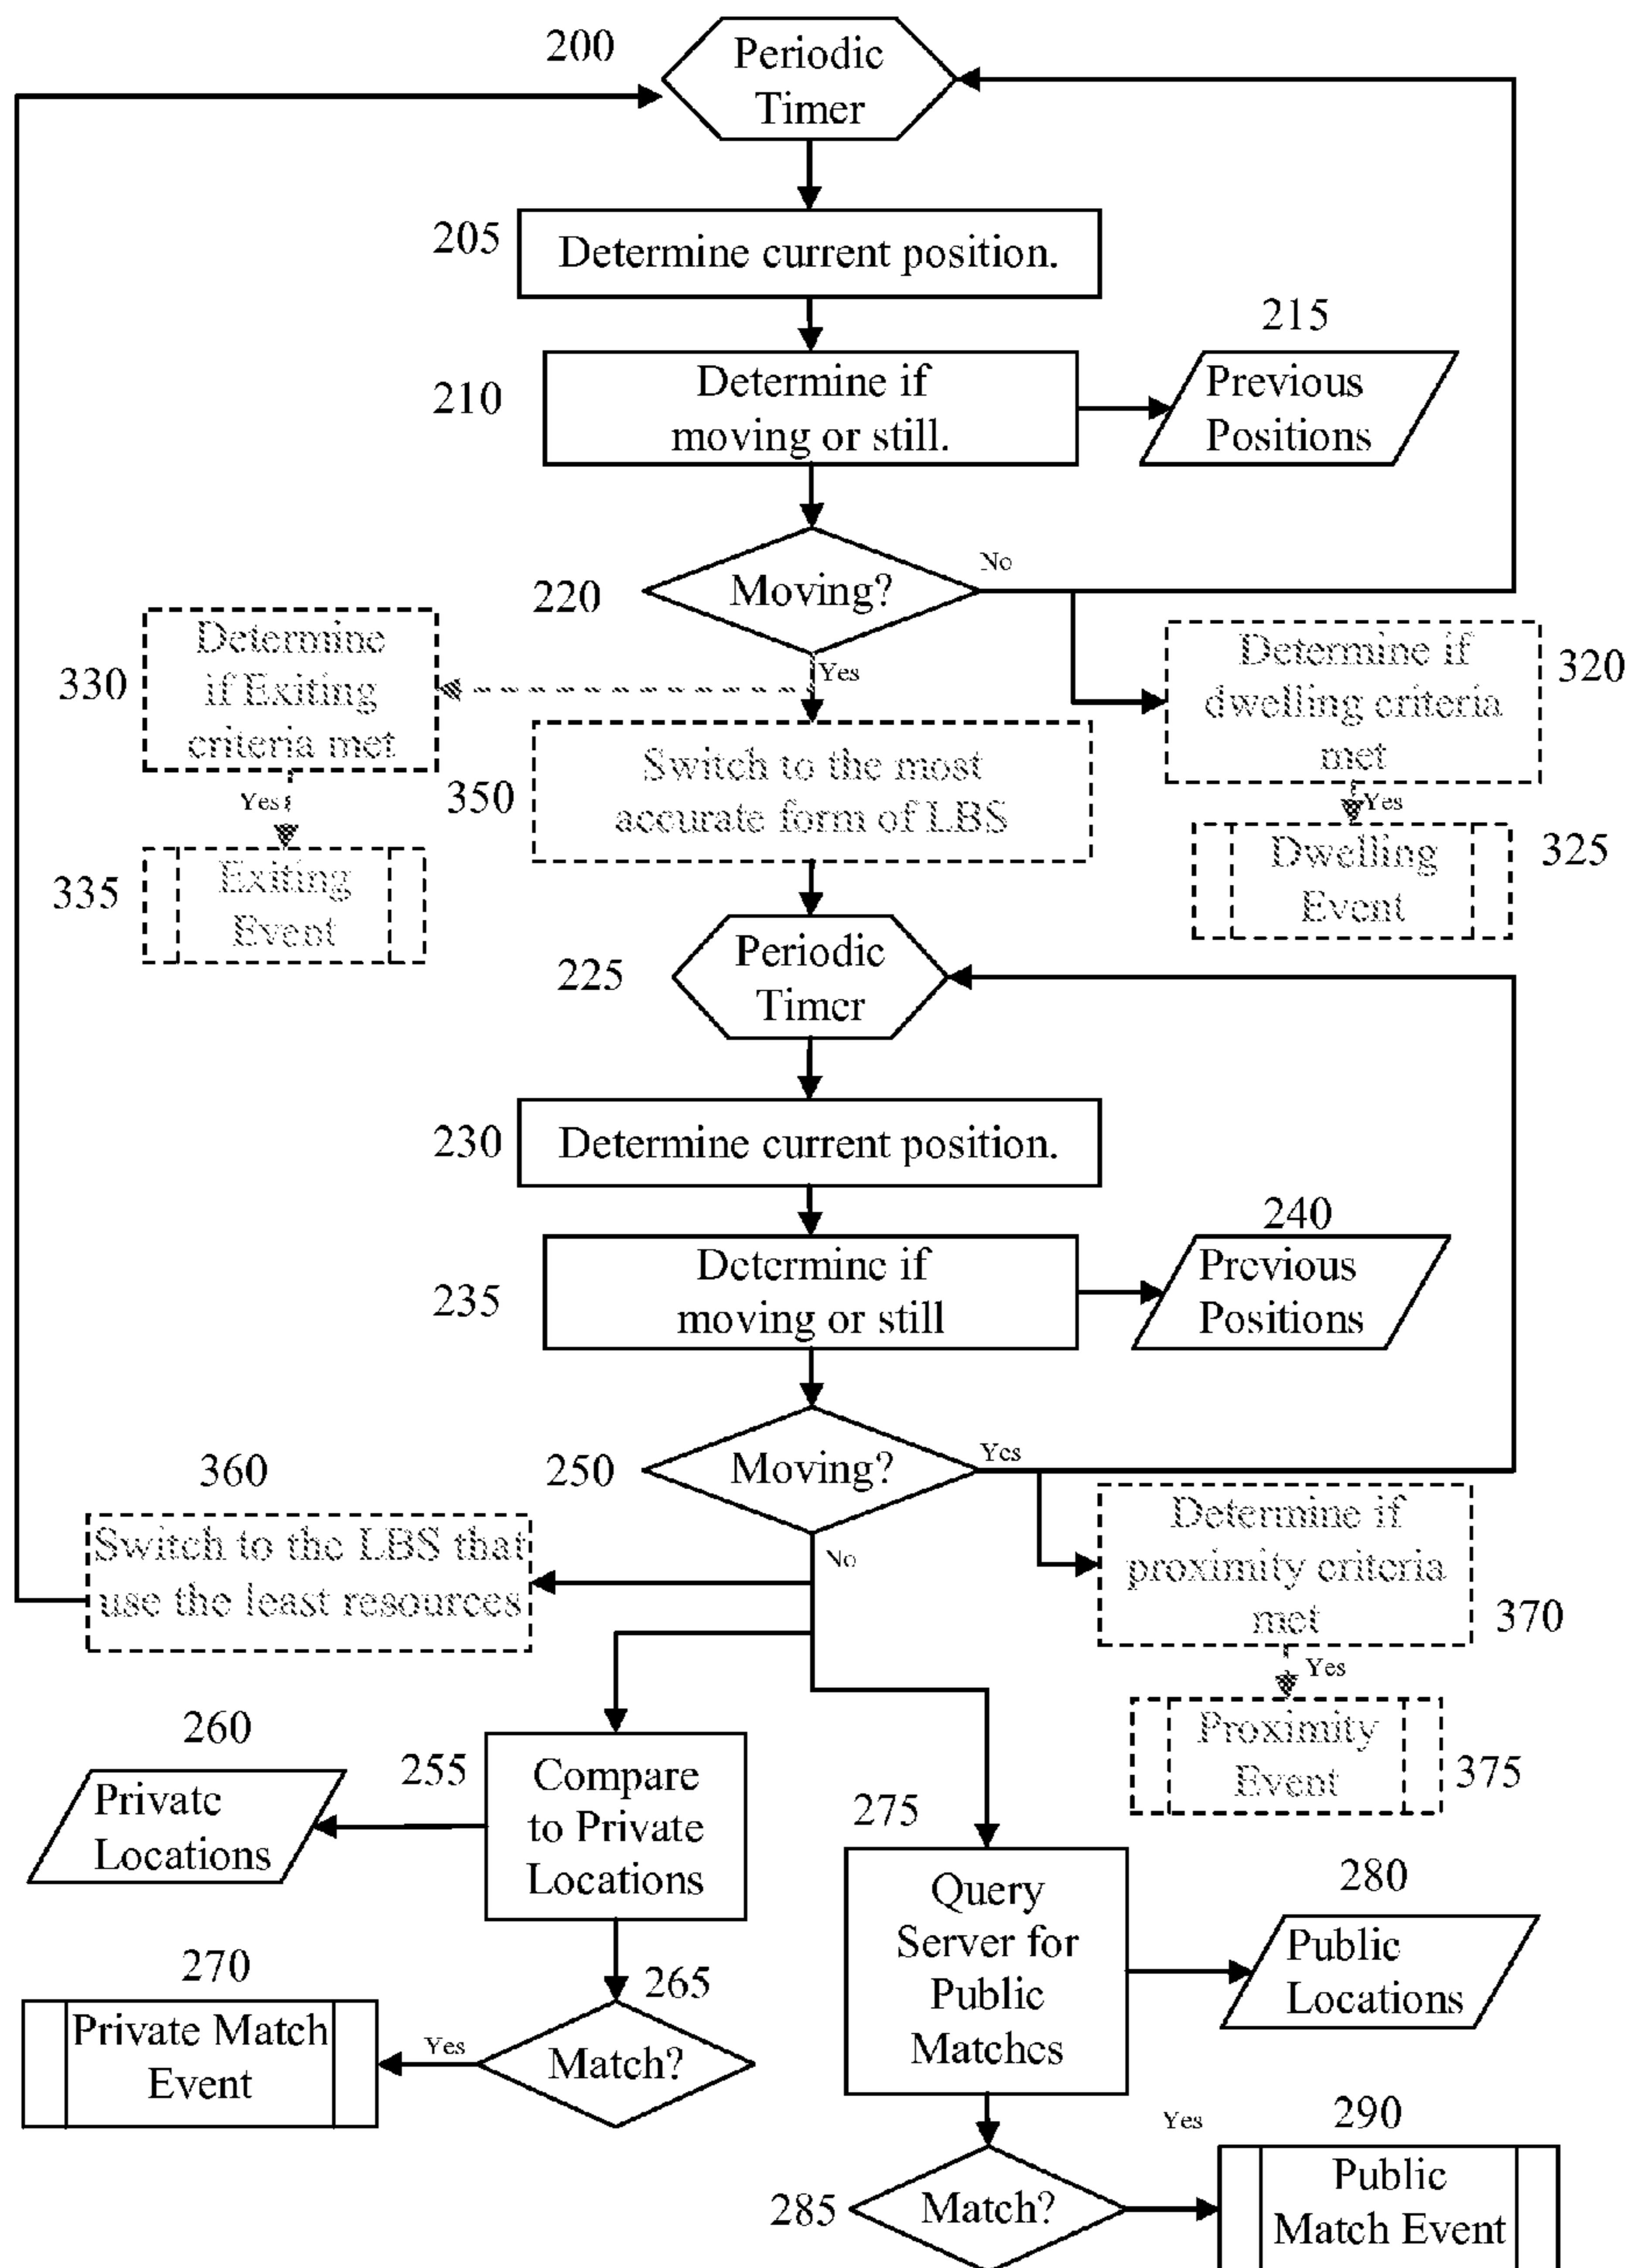 200
Periodic
Timer
205
Determine current position.
215
210
Determine if
moving or still.
Previous
Positions
220
Moving?
No
Yes
330
Determine
if Exiting
criteria met
Determine if
dwelling criteria
met
320
350
Switch to the most
accurate form of LBS
Yes
Yes
335
Exiting
Event
Dwelling
Event
325
225
Periodic
Timer
230
Determine current position.
240
235
Determine if
moving or still
Previous
Positions
360
250
Moving?
Yes
No
Switch to the LBS that
use the least resources
Determine if
proximity criteria
met
370
Yes
Proximity
Event
375
260
Private
Locations
255
Compare
to Private
Locations
275
Query
Server for
Public
Matches
280
Public
Locations
270
Private Match
Event
Yes
265
Match?
285
Match?
Yes
290
Public
Match Event